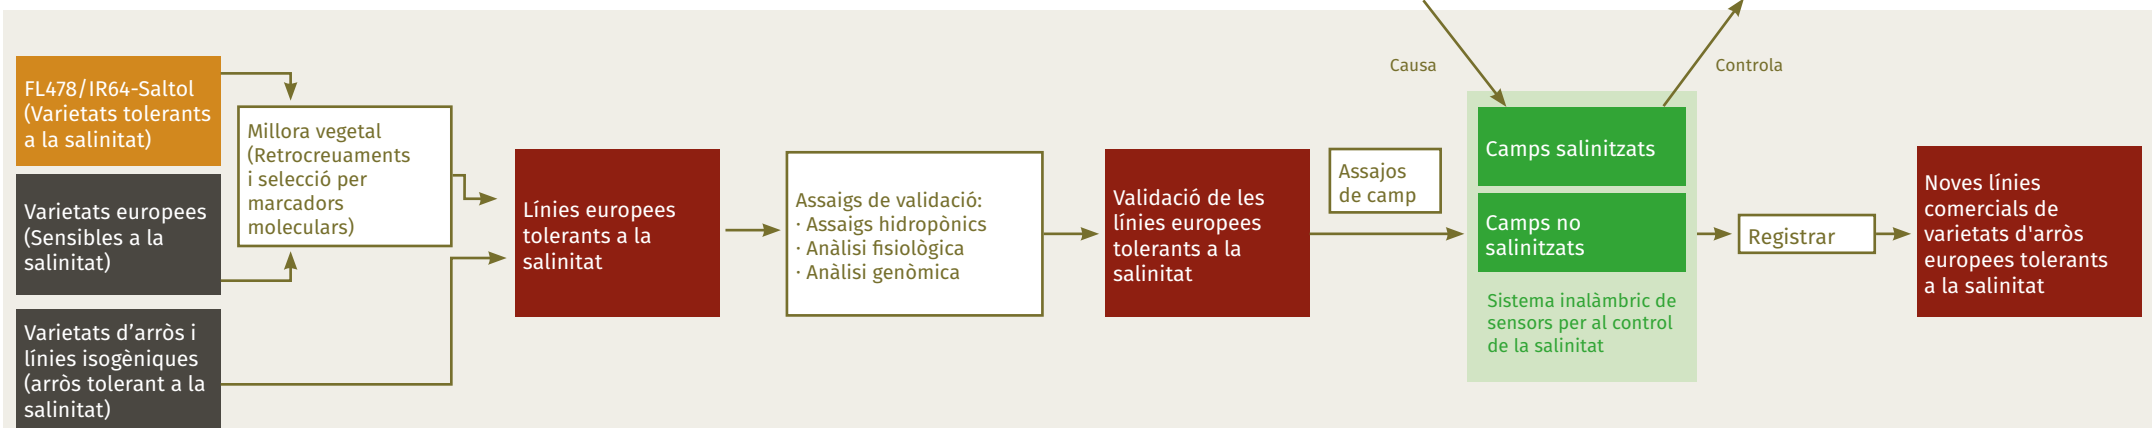 FL478/IR64-Saltol
(Varietats tolerants
a la salinitat)
Varietats europees
(Sensibles a la
salinitat)
Varietats d’arròs i
línies isogèniques
(arròs tolerant a la
salinitat)
Millora vegetal
(Retrocreuaments
i selecció per
marcadors
moleculars)
Línies europees
tolerants a la
salinitat
Assaigs de validació:
· Assaigs hidropònics
· Anàlisi fisiològica
· Anàlisi genòmica
Validació de les
línies europees
tolerants a la
salinitat
Assajos
de camp
Causa
Controla
Camps salinitzats
Camps no
salinitzats
Sistema inalàmbric de
sensors per al control
de la salinitat
Registrar
Noves línies
comercials de
varietats d'arròs
europees tolerants
a la salinitat